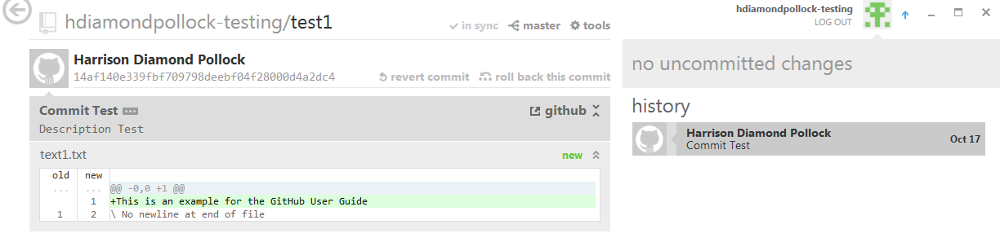 hdiamondpollock-testing/test1
in sync master tools
Harrison Diamond Pollock
14af140e339fbf709798deebf04f28000d4a2dc4 revert commit roll back this commit
Commit Test github
Description Test
text1.txt new
old new
... ... @@ -0,0 +1 @@
1 +This is an example for the GitHub User Guide
1 2 \ No newline at end of file
hdiamondpollock-testing
LOG OUT
no uncommitted changes
history
Harrison Diamond Pollock
Commit Test
Oct 17